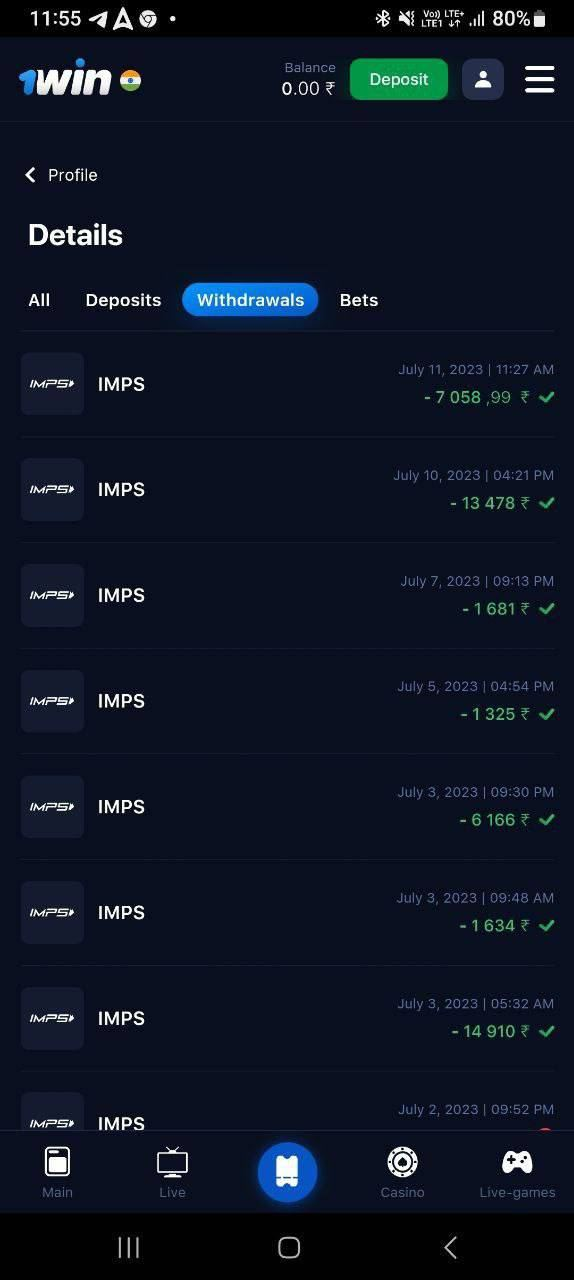 11:55
Vo) LTE+
LTE1 ↓↑
80%
1win
Balance
0.00 ₹
Deposit
Profile
Details
All Deposits Withdrawals Bets
IMPS IMPS
July 11, 2023 | 11:27 AM
- 7 058 ,99 ₹
IMPS IMPS
July 10, 2023 | 04:21 PM
- 13 478 ₹
IMPS IMPS
July 7, 2023 | 09:13 PM
- 1 681 ₹
IMPS IMPS
July 5, 2023 | 04:54 PM
- 1 325 ₹
IMPS IMPS
July 3, 2023 | 09:30 PM
- 6 166 ₹
IMPS IMPS
July 3, 2023 | 09:48 AM
- 1 634 ₹
IMPS IMPS
July 3, 2023 | 05:32 AM
- 14 910 ₹
IMPS IMPS
July 2, 2023 | 09:52 PM
Main Live Casino Live-games